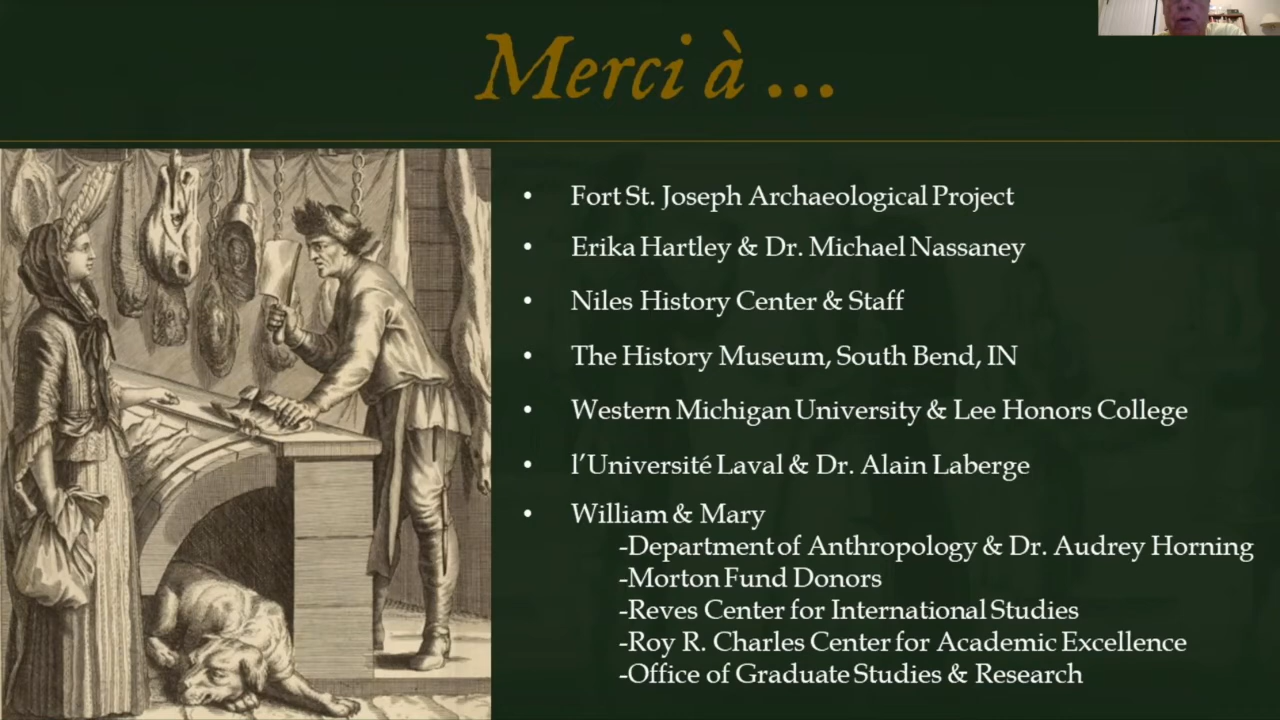 Merci à ...
• Fort St. Joseph Archaeological Project
• Erika Hartley & Dr. Michael Nassaney
• Niles History Center & Staff
• The History Museum, South Bend, IN
• Western Michigan University & Lee Honors College
• l'Université Laval & Dr. Alain Laberge
• William & Mary
-Department of Anthropology & Dr. Audrey Horning
-Morton Fund Donors
-Reves Center for International Studies
-Roy R. Charles Center for Academic Excellence
-Office of Graduate Studies & Research